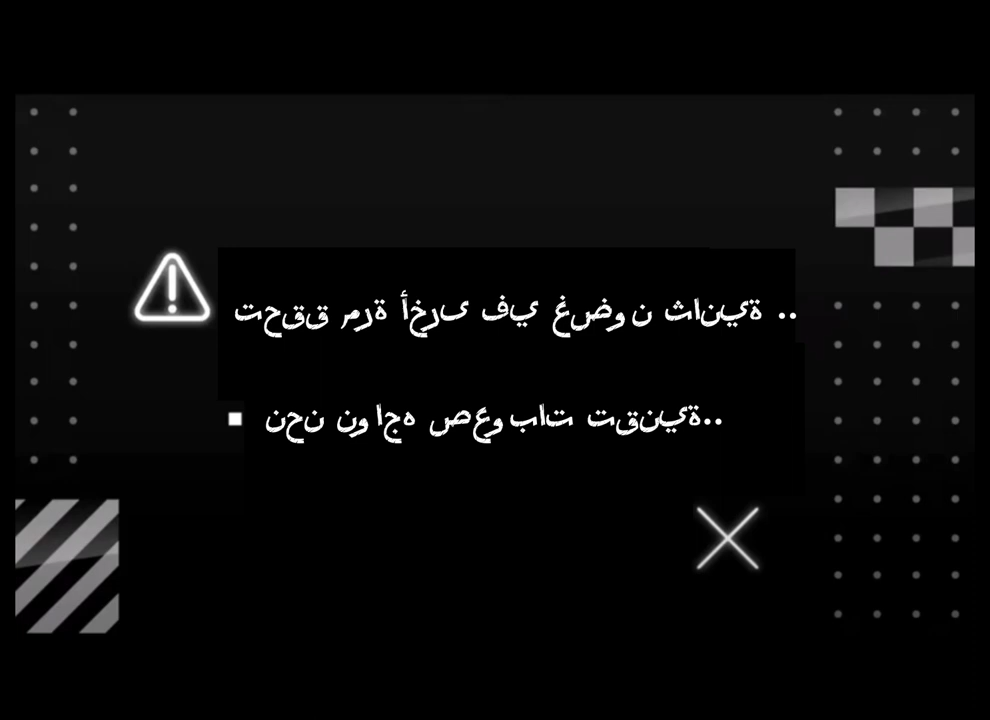 تحقق مرة أخرى في غضون ثانية ..
نحن نواجه صعوبات تقنية..